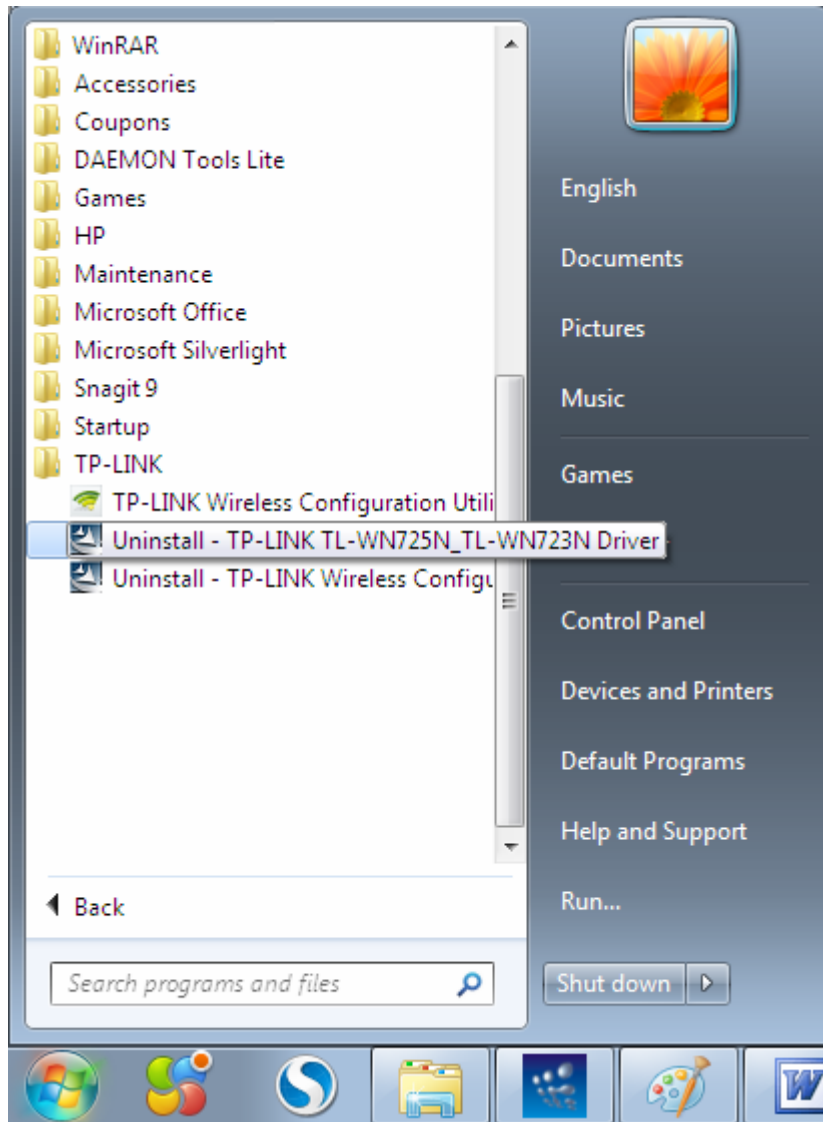 WinRAR
Accessories
Coupons
DAEMON Tools Lite
Games
HP
Maintenance
Microsoft Office
Microsoft Silverlight
Snagit 9
Startup
TP-LINK
TP-LINK Wireless Configuration Utili
Uninstall - TP-LINK TL-WN725N_TL-WN723N Driver
Uninstall - TP-LINK Wireless Configu
Back
Search programs and files
English
Documents
Pictures
Music
Games
Control Panel
Devices and Printers
Default Programs
Help and Support
Run...
Shut down
W